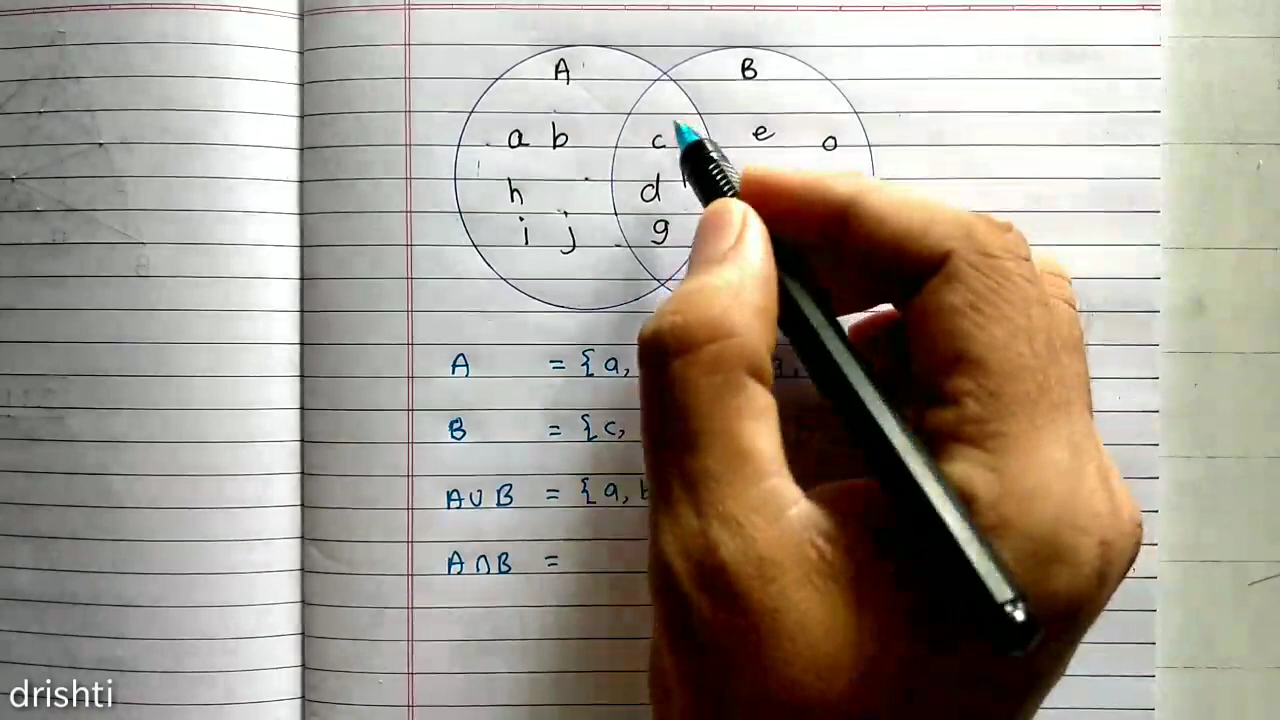 A B
a b c e o
h d
i j g
A = {a,
B = {c,
A∪B = {a, b
A∩B =
drishti